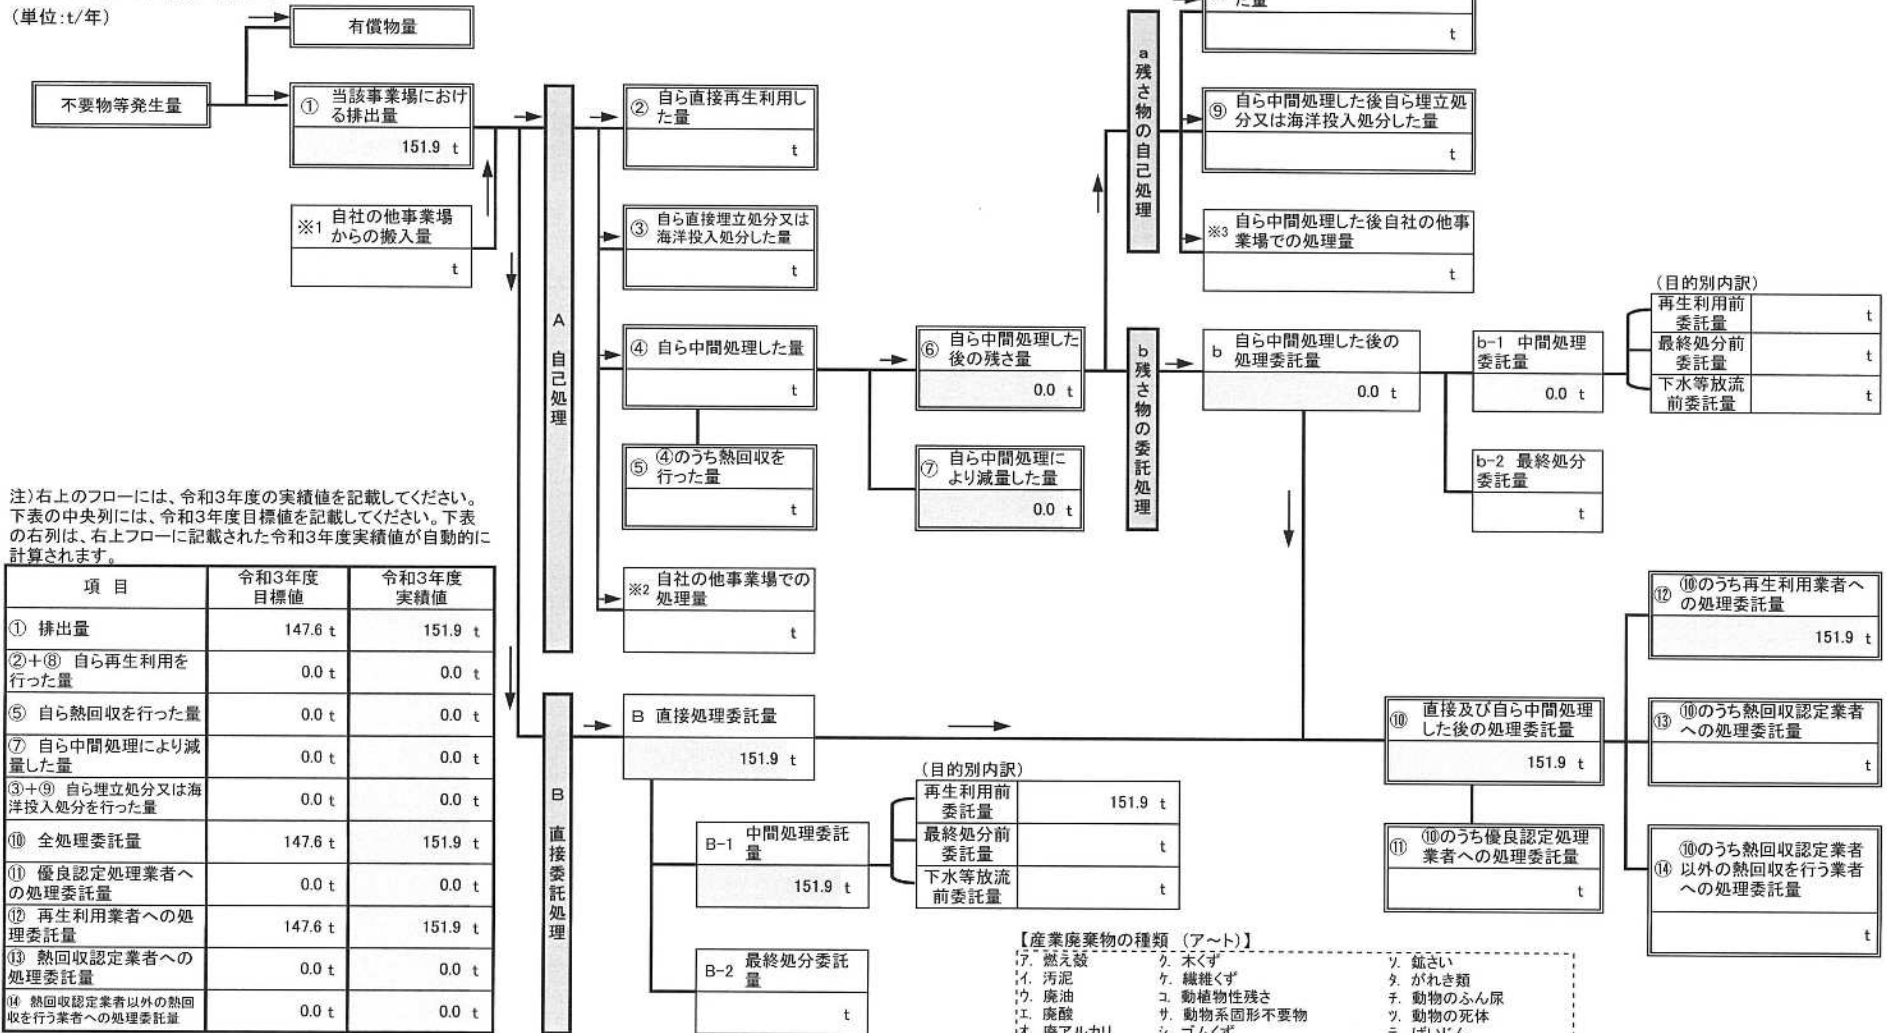 (単位:t/年)
有償物量
不要物等発生量
① 当該事業場におけ
る排出量
151.9 t
※1 自社の他事業場
からの搬入量
t
A 自己処理
② 自ら直接再生利用し
た量
t
③ 自ら直接埋立処分又は
海洋投入処分した量
t
④ 自ら中間処理した量
t
⑤ ④のうち熱回収を
行った量
t
※2 自社の他事業場での
処理量
t
⑥ 自ら中間処理した
後の残さ量
0.0 t
⑦ 自ら中間処理に
より減量した量
0.0 t
a 残さ物の自己処理
た量
t
⑨ 自ら中間処理した後自ら埋立処
分又は海洋投入処分した量
t
※3 自ら中間処理した後自社の他事
業場での処理量
t
b 残さ物の委託処理
b 自ら中間処理した後の
処理委託量
0.0 t
b-1 中間処理
委託量
0.0 t
(目的別内訳)
再生利用前
委託量
t
最終処分前
委託量
t
下水等放流
前委託量
t
b-2 最終処分
委託量
t
注)右上のフローには、令和3年度の実績値を記載してください。
下表の中央列には、令和3年度目標値を記載してください。下表
の右列は、右上フローに記載された令和3年度実績値が自動的に
計算されます。
項 目 令和3年度 令和3年度
目標値 実績値
① 排出量 147.6 t 151.9 t
②+⑧ 自ら再生利用を
行った量 0.0 t 0.0 t
⑤ 自ら熱回収を行った量 0.0 t 0.0 t
⑦ 自ら中間処理により減
量した量 0.0 t 0.0 t
③+⑨ 自ら埋立処分又は海
洋投入処分を行った量 0.0 t 0.0 t
⑩ 全処理委託量 147.6 t 151.9 t
⑪ 優良認定処理業者へ
の処理委託量 0.0 t 0.0 t
⑫ 再生利用業者への処
理委託量 147.6 t 151.9 t
⑬ 熱回収認定業者への
処理委託量 0.0 t 0.0 t
⑭ 熱回収認定業者以外の熱回
収を行う業者への処理委託量 0.0 t 0.0 t
B 直接委託処理
B 直接処理委託量
151.9 t
B-1 中間処理委託
量
151.9 t
(目的別内訳)
再生利用前
委託量
151.9 t
最終処分前
委託量
t
下水等放流
前委託量
t
B-2 最終処分委託
量
t
⑩ 直接及び自ら中間処理
した後の処理委託量
151.9 t
⑪ ⑩のうち優良認定処理
業者への処理委託量
t
⑫ ⑩のうち再生利用業者へ
の処理委託量
151.9 t
⑬ ⑩のうち熱回収認定業者
への処理委託量
t
⑭ ⑩のうち熱回収認定業者
以外の熱回収を行う業者
への処理委託量
t
【産業廃棄物の種類 (ア~ト)】
ア. 燃え殻 ク. 木くず ソ. 鉱さい
イ. 汚泥 ケ. 繊維くず タ. がれき類
ウ. 廃油 コ. 動植物性残さ チ. 動物のふん尿
エ. 廃酸 サ. 動物系固形不要物 ツ. 動物の死体
オ. 廃アルカリ シ. ゴムくず テ. ばいじん